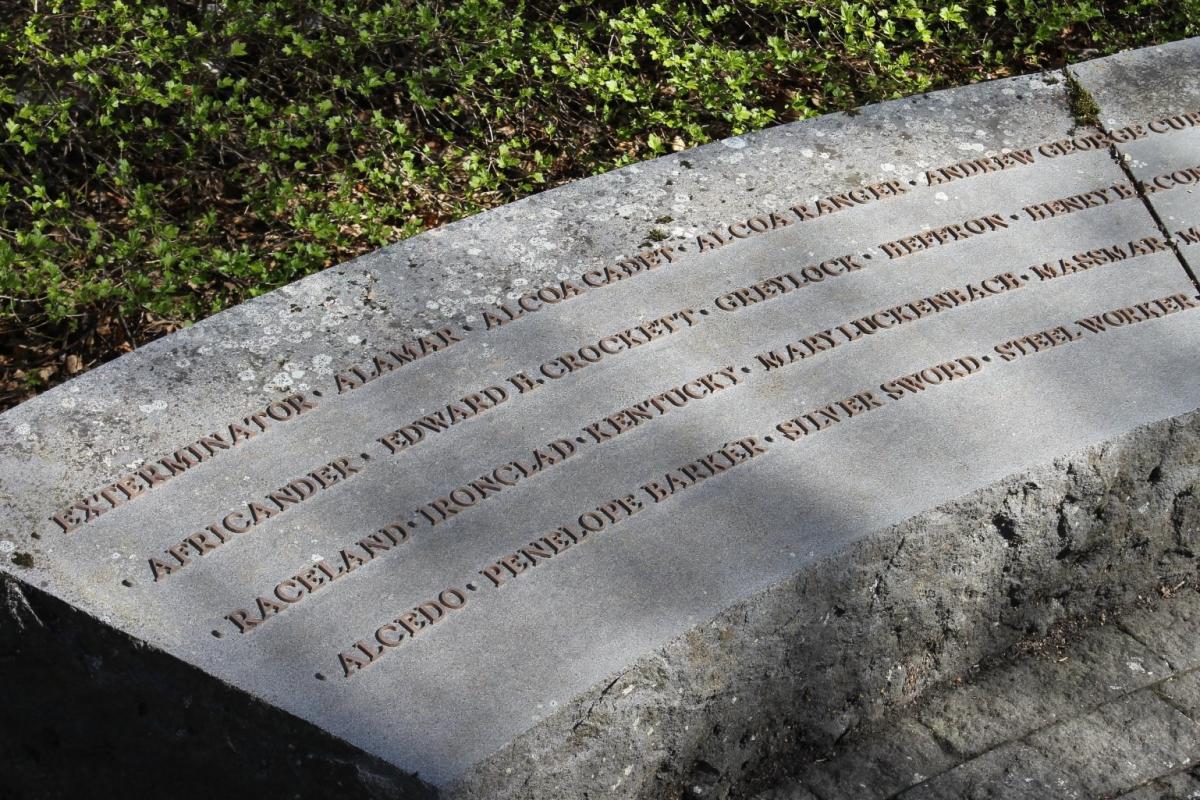 EXTERMINATOR · ALAMAR · ALCOA CADET · ALCOA RANGER · ANDREW GEORGE
· AFRICANDER · EDWARD H. CROCKETT · GREYLOCK · HEFFRON · HENRY BACON
· RACELAND · IRONCLAD · KENTUCKY · MARY LUCKENBACH · MASSMAR ·
· ALCEDO · PENELOPE BARKER · SILVER SWORD · STEEL WORKER